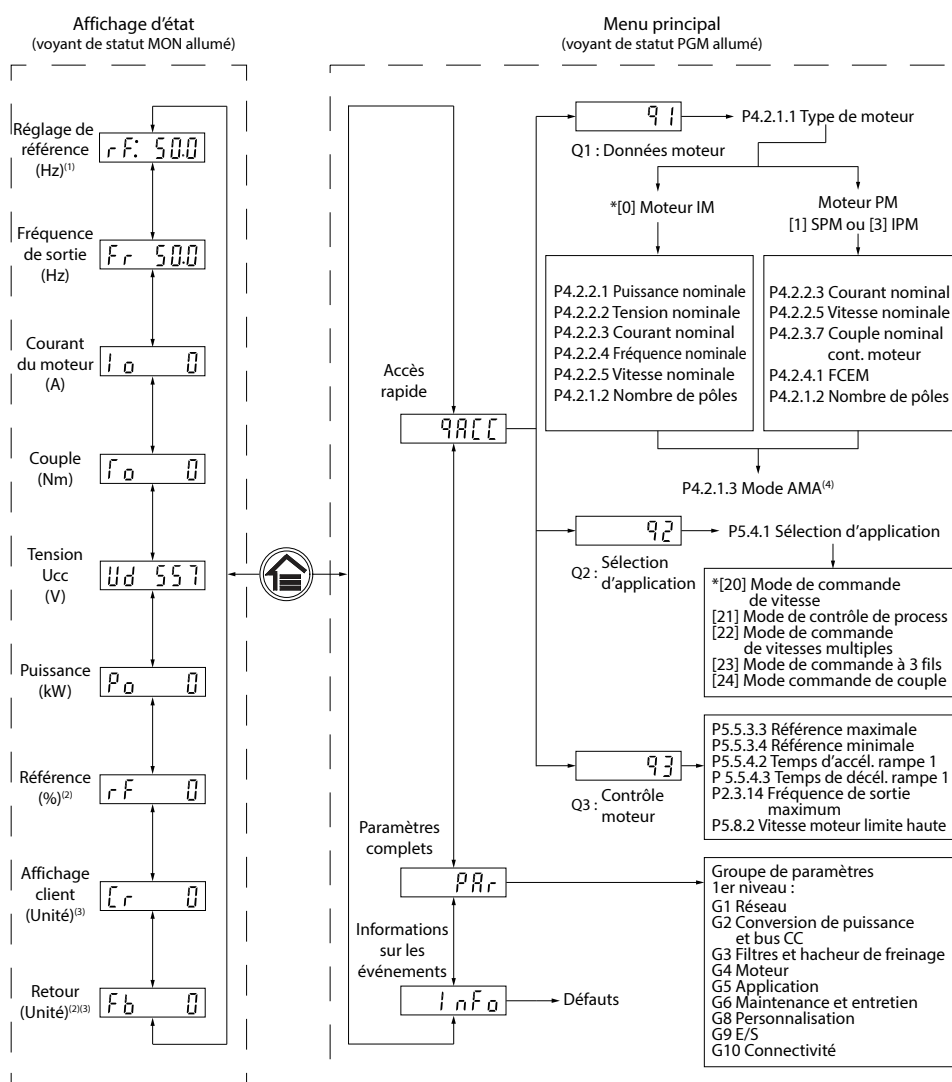 Affichage d'état
(voyant de statut MON allumé)
Réglage de
référence
(Hz)(1)
rF: 50.0
Fréquence
de sortie
(Hz)
Fr 50.0
Courant
du moteur
(A)
Io 0
Couple
(Nm)
To 0
Tension
Ucc
(V)
Ud 557
Puissance
(kW)
Po 0
Référence
(%)(2)
rF 0
Affichage
client
(Unité)(3)
Cr 0
Retour
(Unité)(2)(3)
Fb 0
Menu principal
(voyant de statut PGM allumé)
Accès
rapide
qACC
Paramètres
complets
PAr
Informations
sur les
événements
InFo
Défauts
q1
Q1 : Données moteur
P4.2.1.1 Type de moteur
*[0] Moteur IM
Moteur PM
[1] SPM ou [3] IPM
P4.2.2.1 Puissance nominale
P4.2.2.2 Tension nominale
P4.2.2.3 Courant nominal
P4.2.2.4 Fréquence nominale
P4.2.2.5 Vitesse nominale
P4.2.1.2 Nombre de pôles
P4.2.2.3 Courant nominal
P4.2.2.5 Vitesse nominale
P4.2.3.7 Couple nominal
cont. moteur
P4.2.4.1 FCEM
P4.2.1.2 Nombre de pôles
P4.2.1.3 Mode AMA(4)
q2
Q2 : Sélection
d'application
P5.4.1 Sélection d'application
*[20] Mode de commande
de vitesse
[21] Mode de contrôle de process
[22] Mode de commande
de vitesses multiples
[23] Mode de commande à 3 fils
[24] Mode commande de couple
q3
Q3 : Contrôle
moteur
P5.5.3.3 Référence maximale
P5.5.3.4 Référence minimale
P5.5.4.2 Temps d'accél. rampe 1
P 5.5.4.3 Temps de décél. rampe 1
P2.3.14 Fréquence de sortie
maximum
P5.8.2 Vitesse moteur limite haute
Groupe de paramètres
1er niveau :
G1 Réseau
G2 Conversion de puissance
et bus CC
G3 Filtres et hacheur de freinage
G4 Moteur
G5 Application
G6 Maintenance et entretien
G8 Personnalisation
G9 E/S
G10 Connectivité